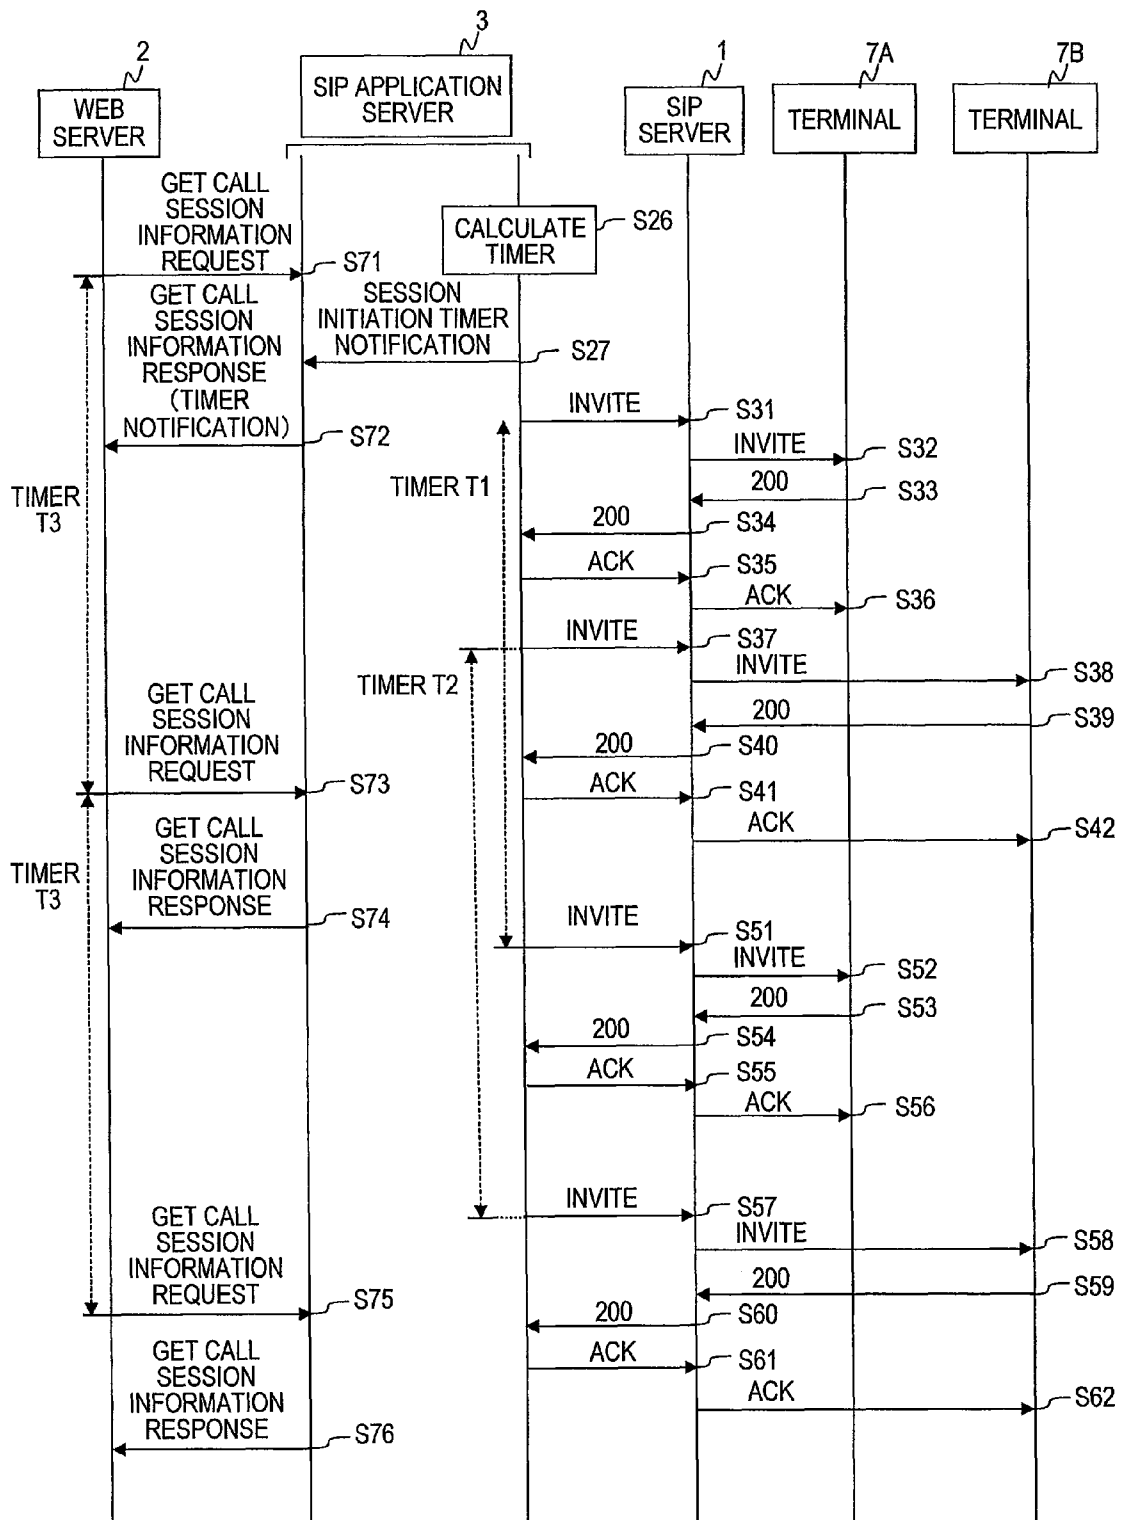 2
3
1
7A
7B
WEB
SERVER
SIP APPLICATION
SERVER
SIP
SERVER
TERMINAL
TERMINAL
GET CALL
SESSION
INFORMATION
REQUEST
S71
CALCULATE
TIMER
S26
GET CALL
SESSION
INFORMATION
RESPONSE
(TIMER
NOTIFICATION)
S72
SESSION
INITIATION TIMER
NOTIFICATION
S27
INVITE
S31
INVITE
S32
TIMER
T3
TIMER T1
200
S33
200
S34
ACK
S35
ACK
S36
INVITE
S37
TIMER T2
INVITE
S38
GET CALL
SESSION
INFORMATION
REQUEST
S73
200
S39
200
S40
ACK
S41
ACK
S42
TIMER
T3
GET CALL
SESSION
INFORMATION
RESPONSE
S74
INVITE
S51
INVITE
S52
200
S53
200
S54
ACK
S55
ACK
S56
INVITE
S57
INVITE
S58
GET CALL
SESSION
INFORMATION
REQUEST
S75
200
S59
200
S60
ACK
S61
ACK
S62
GET CALL
SESSION
INFORMATION
RESPONSE
S76